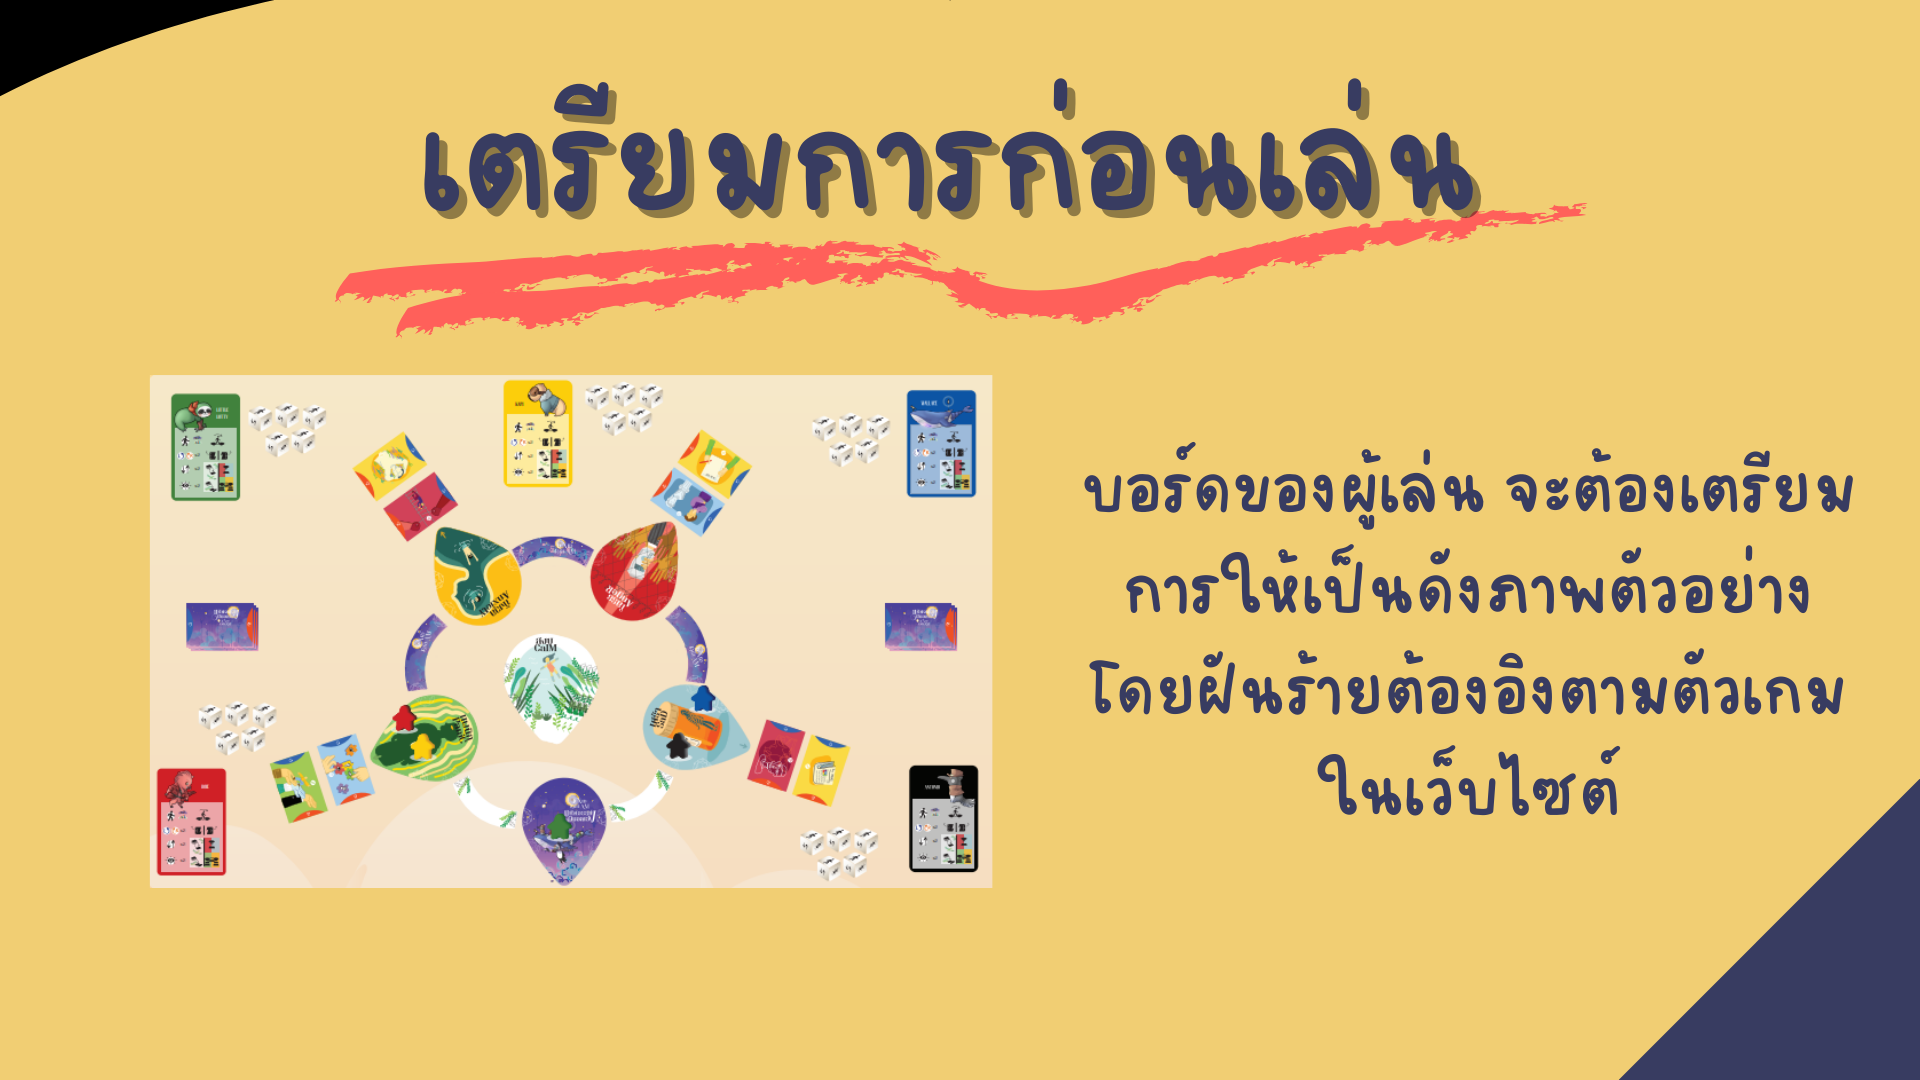 เตรียมการก่อนเล่น
บอร์ดของผู้เล่น จะต้องเตรียม
การให้เป็นดังภาพตัวอย่าง
โดยฝันร้ายต้องอิงตามตัวเกม
ในเว็บไซต์
สงบ
CalM